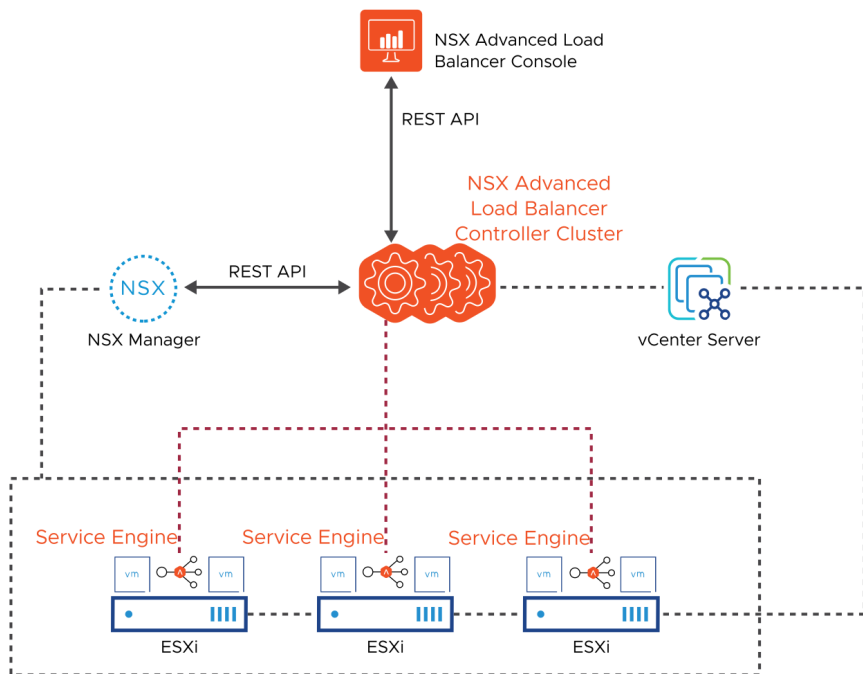 NSX Advanced Load
Balancer Console
REST API
NSX Advanced
Load Balancer
Controller Cluster
REST API
NSX
NSX Manager
vCenter Server
Service Engine
Service Engine
Service Engine
vm
vm
vm
vm
vm
vm
ESXi
ESXi
ESXi